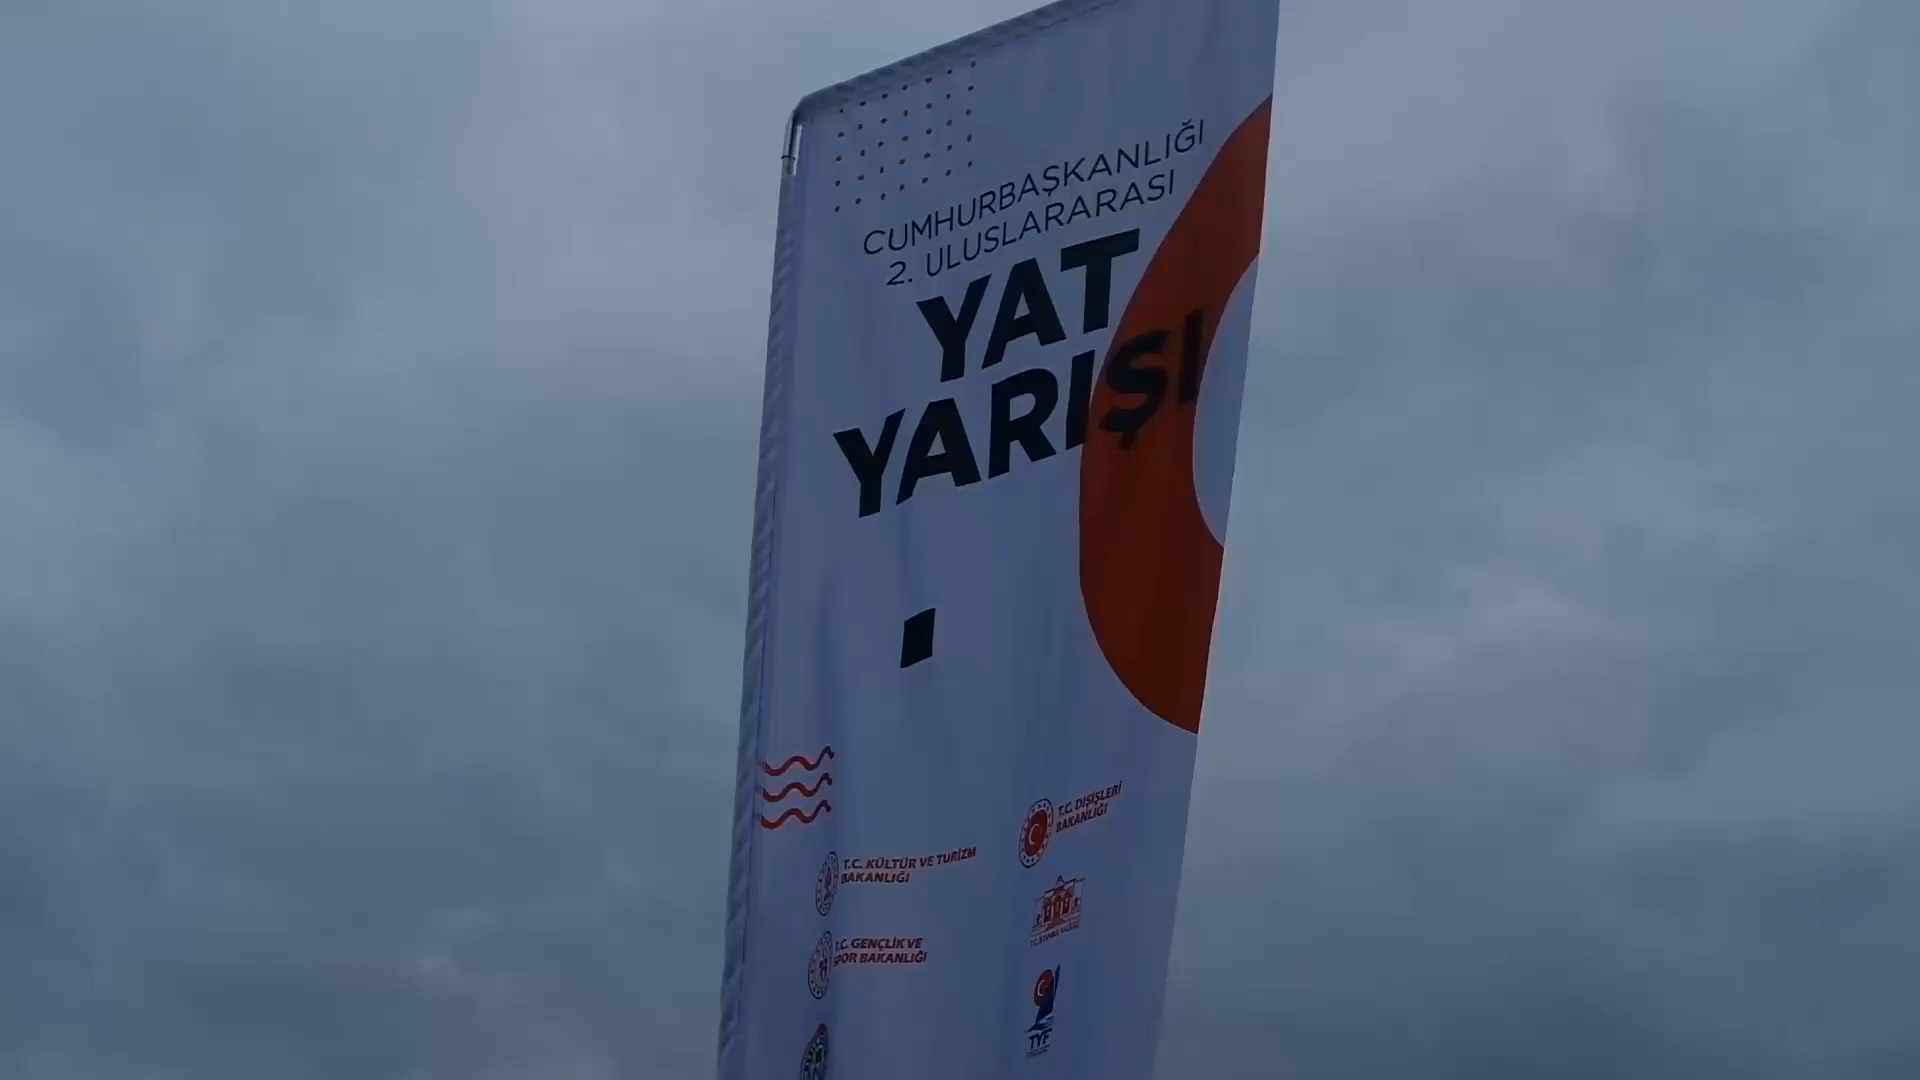 CUMHURBAŞKANLIĞI
2. ULUSLARARASI
YAT
YARIŞI
T.C. DIŞİŞLERİ
BAKANLIĞI
T.C. KÜLTÜR VE TURİZM
BAKANLIĞI
T.C. GENÇLİK VE
SPOR BAKANLIĞI
TYF